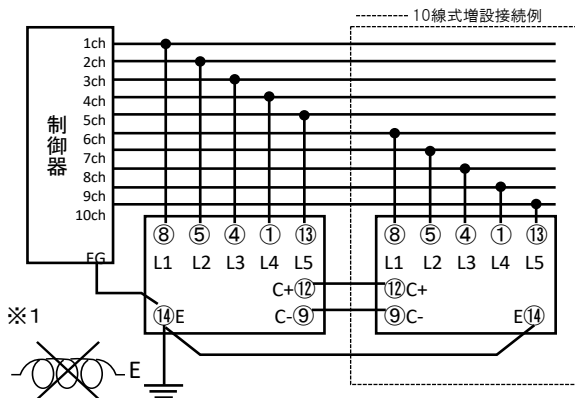 10線式増設接続例
1ch
2ch
3ch
4ch
5ch
6ch
7ch
8ch
9ch
10ch
制御器
FG
⑧ ⑤ ④ ① ⑬
L1 L2 L3 L4 L5
C+⑫
⑭E C-⑨
⑧ ⑤ ④ ① ⑬
L1 L2 L3 L4 L5
⑫C+
⑨C- E⑭
※1
E